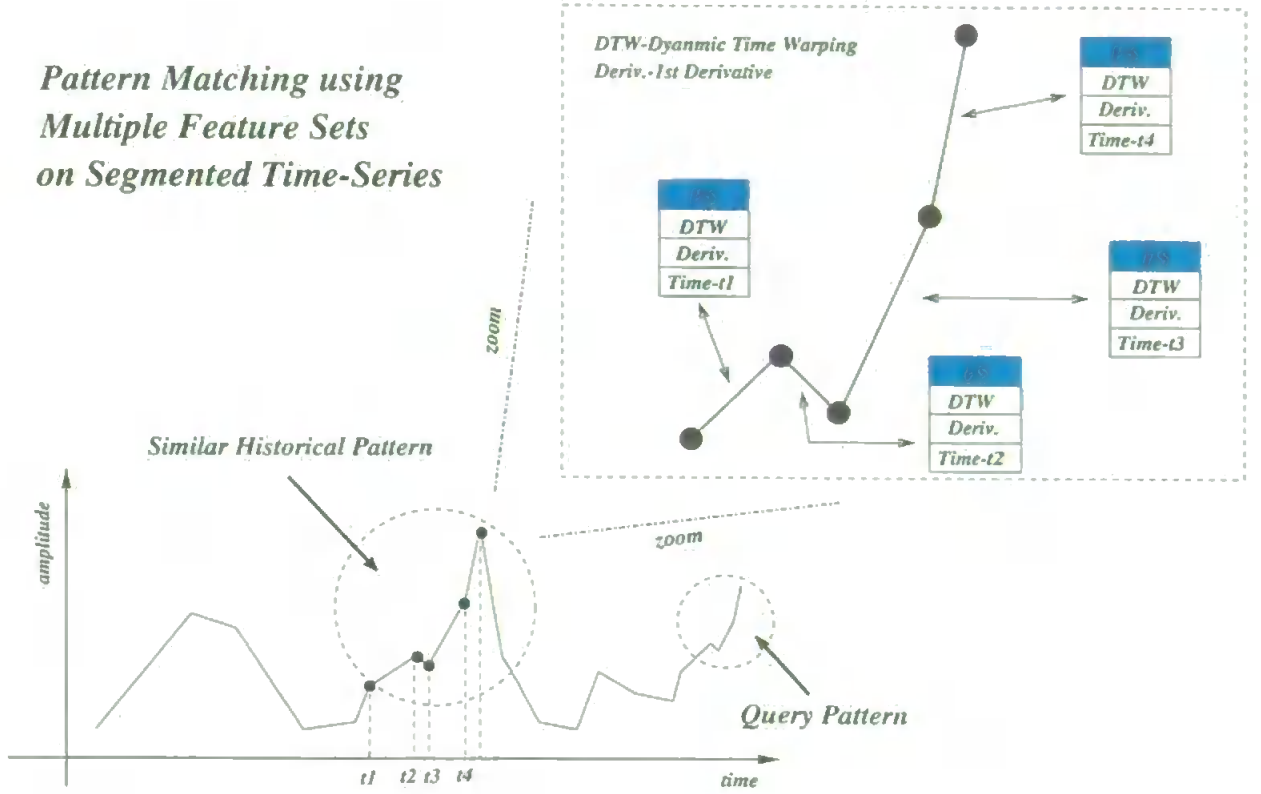 Pattern Matching using
Multiple Feature Sets
on Segmented Time-Series
DTW-Dyanmic Time Warping
Deriv.-1st Derivative
DTW
Deriv.
Time-t4
DTW
Deriv.
Time-t1
DTW
Deriv.
Time-t3
DTW
Deriv.
Time-t2
zoom
zoom
Similar Historical Pattern
amplitude
Query Pattern
t1 t2 t3 t4
time